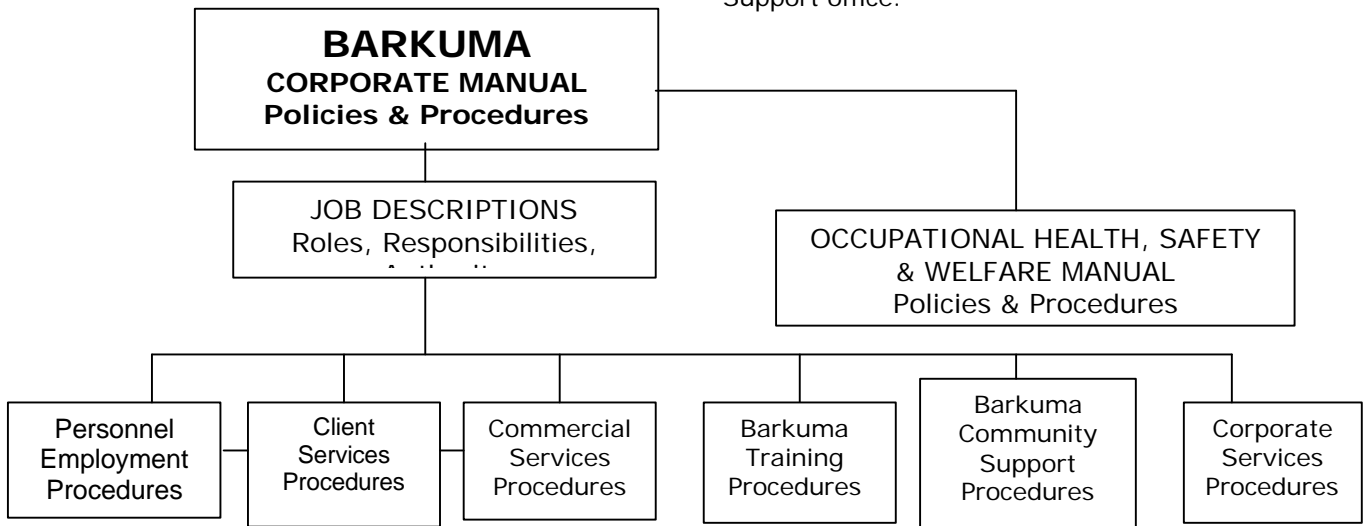 Support office.
BARKUMA
CORPORATE MANUAL
Policies & Procedures
JOB DESCRIPTIONS
Roles, Responsibilities,
OCCUPATIONAL HEALTH, SAFETY
& WELFARE MANUAL
Policies & Procedures
Personnel
Employment
Procedures
Client
Services
Procedures
Commercial
Services
Procedures
Barkuma
Training
Procedures
Barkuma
Community
Support
Procedures
Corporate
Services
Procedures